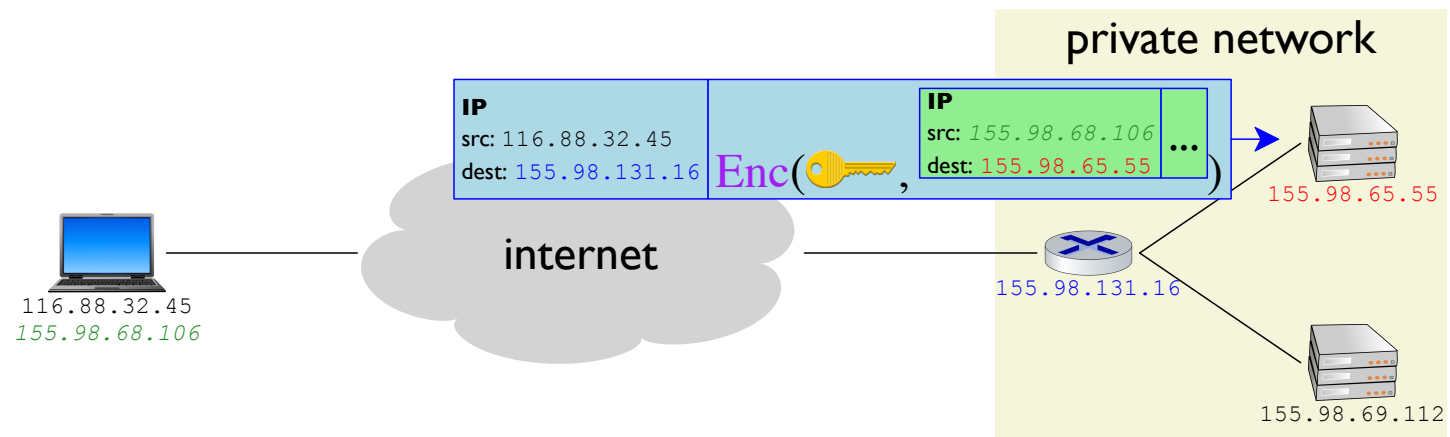 private network
IP
src: 116.88.32.45
dest: 155.98.131.16
Enc( ,
IP
src: 155.98.68.106
dest: 155.98.65.55
...
)
155.98.65.55
internet
116.88.32.45
155.98.68.106
155.98.131.16
155.98.69.112